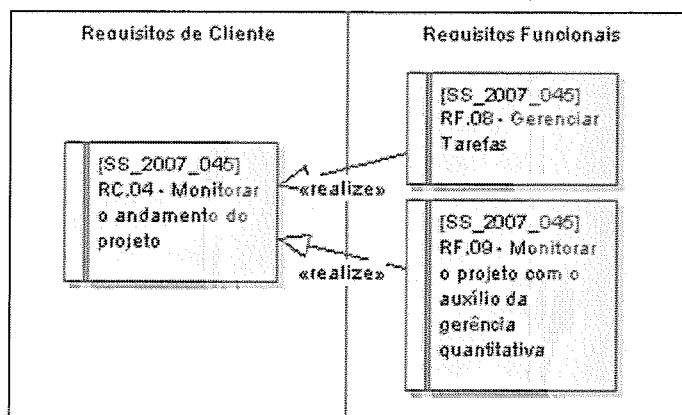 Requisitos de Cliente
Requisitos Funcionais
[SS_2007_045]
RC.04 - Monitorar
o andamento do
projeto
«realize»
«realize»
[SS_2007_045]
RF.08 - Gerenciar
Tarefas
[SS_2007_045]
RF.09 - Monitorar
o projeto com o
auxílio da
gerência
quantitativa